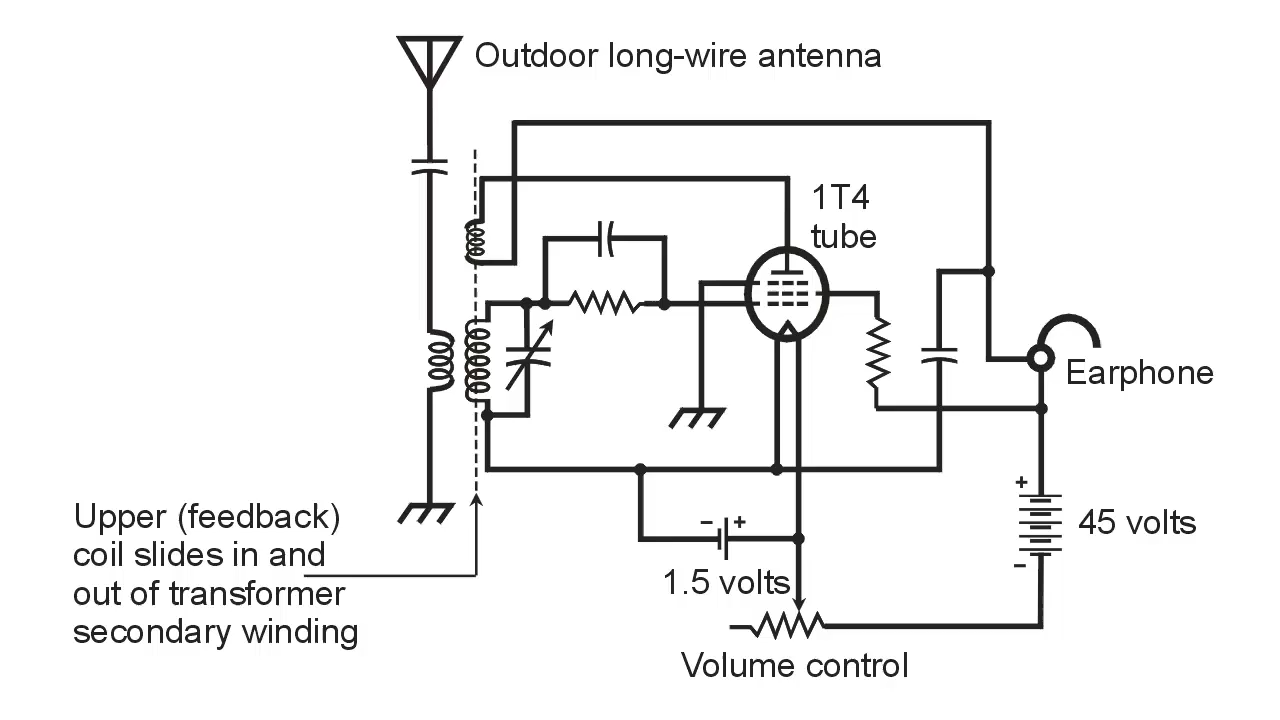 Outdoor long-wire antenna
1T4
tube
Earphone
+
45 volts
−
− +
1.5 volts
Volume control
Upper (feedback)
coil slides in and
out of transformer
secondary winding